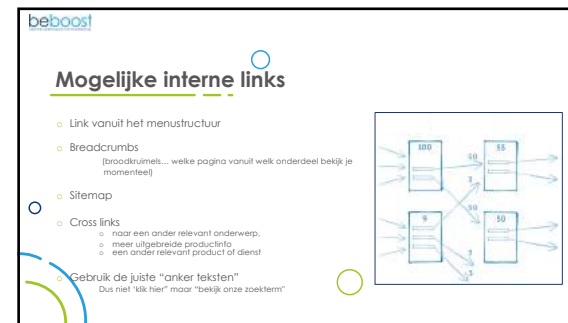 beboost
Mogelijke interne links
Link vanuit het menustructuur
Breadcrumbs
(broodkruimels... welke pagina vanuit welk onderdeel bekijk je
momenteel)
Sitemap
Cross links
naar een ander relevant onderwerp,
meer uitgebreide productinfo
een ander relevant product of dienst
Gebruik de juiste "anker teksten"
Dus niet 'klik hier" maar "bekijk onze zoekterm"
100
50
55
3
50
9
50
3
3